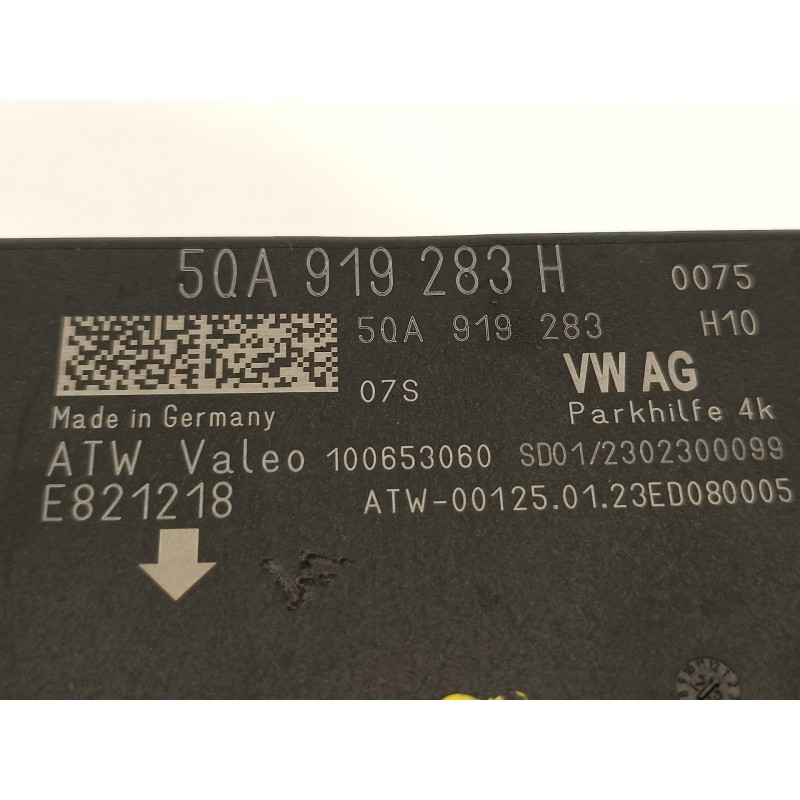 5QA 919 283 H 0075
5QA 919 283 H10
07S VW AG
Made in Germany Parkhilfe 4k
ATW Valeo 100653060 SD01/2302300099
E821218 ATW-00125.01.23ED080005